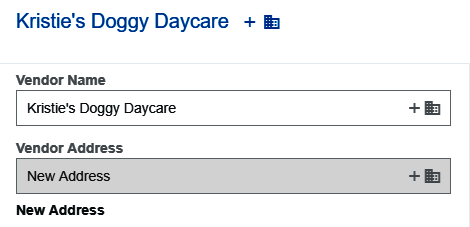 Kristie's Doggy Daycare
Vendor Name
Kristie's Doggy Daycare
Vendor Address
New Address
New Address